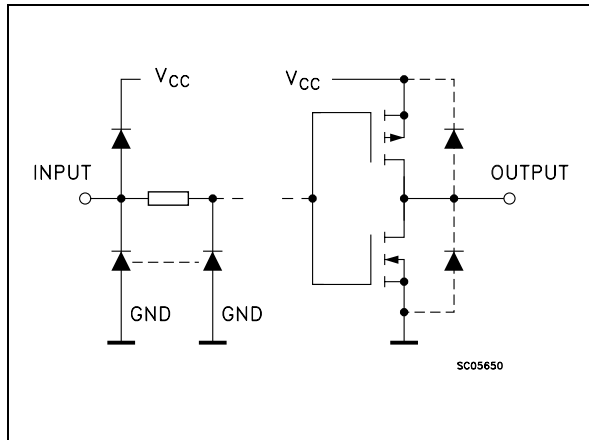 VCC
VCC
INPUT
OUTPUT
GND
GND
SC05650